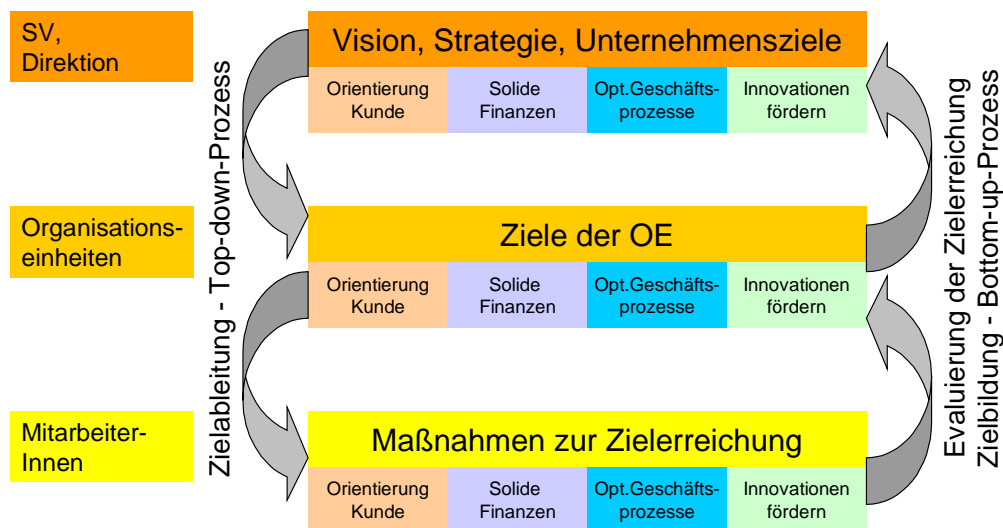 SV,
Direktion
Vision, Strategie, Unternehmensziele
Orientierung
Kunde
Solide
Finanzen
Opt.Geschäfts-
prozesse
Innovationen
fördern
Organisations-
einheiten
Ziele der OE
Orientierung
Kunde
Solide
Finanzen
Opt.Geschäfts-
prozesse
Innovationen
fördern
Mitarbeiter-
Innen
Maßnahmen zur Zielerreichung
Orientierung
Kunde
Solide
Finanzen
Opt.Geschäfts-
prozesse
Innovationen
fördern
Zielableitung - Top-down-Prozess
Evaluierung der Zielerreichung
Zielbildung - Bottom-up-Prozess